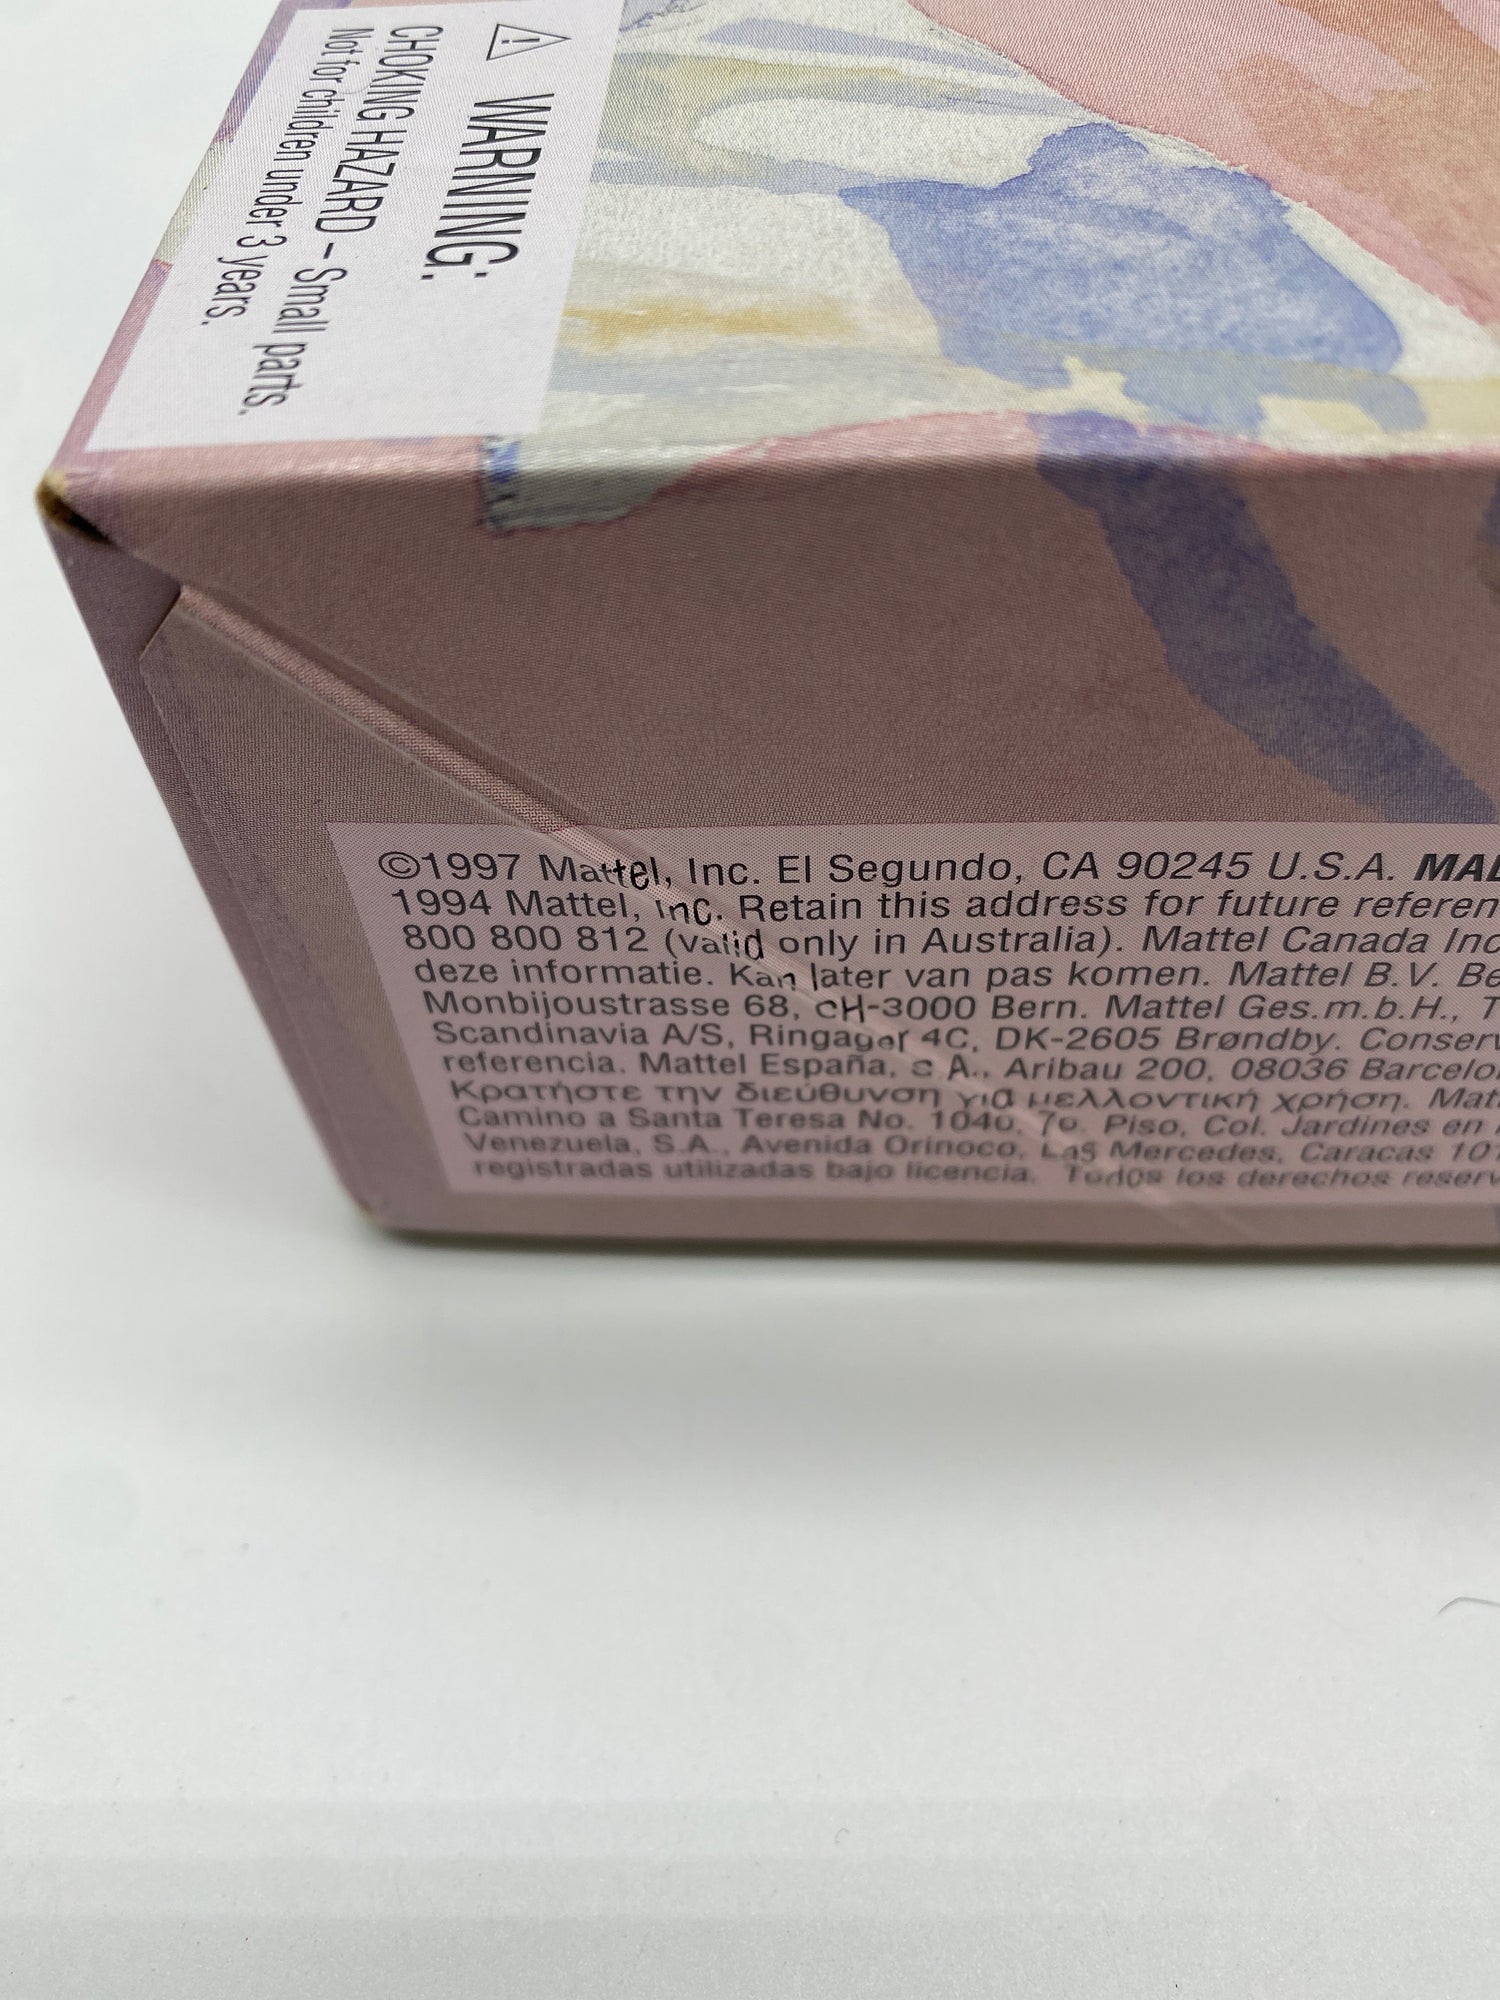 WARNING:
CHOKING HAZARD – Small parts.
Not for children under 3 years.
©1997 Mattel, Inc. El Segundo, CA 90245 U.S.A.
1994 Mattel, Inc. Retain this address for future
800 800 812 (valid only in Australia). Mattel Canada Inc
deze informatie. Kan later van pas komen. Mattel B.V.
Monbijoustrasse 68, CH-3000 Bern. Mattel Ges.m.b.H.,
Scandinavia A/S, Ringager 4C, DK-2605 Brøndby.
referencia. Mattel España, S.A., Aribau 200, 08036
Κρατήστε την διεύθυνση για μελλοντική χρήση.
Camino a Santa Teresa No. 1040, 7o. Piso, Col. Jardines en
Venezuela, S.A., Avenida Orinoco, Las Mercedes, Caracas
registradas utilizadas bajo licencia. Todos los derechos